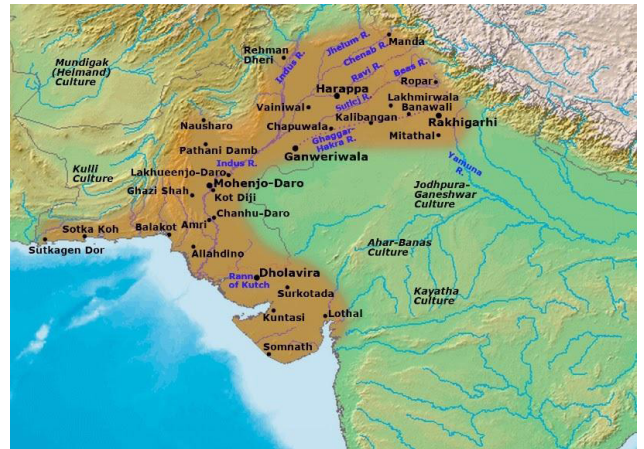 Manda
Rehman
Dheri
Jhelum R.
Chenab R.
Ravi R.
Beas R.
Indus R.
Mundigak
(Helmand)
Culture
Ropar
Harappa
Vainiwal
Sutlej R.
Lakhmirwala
Banawali
Kalibangan
Rakhigarhi
Chapuwala
Nausharo
Mitathal
Ghaggar-
Hakra R.
Pathani Damb
Ganweriwala
Kulli
Culture
Indus R.
Yamuna
R.
Lakhueenjo-Daro
Mohenjo-Daro
Ghazi Shah
Kot Diji
Jodhpura-
Ganeshwar
Culture
Chanhu-Daro
Sotka Koh
Balakot
Amri
Sutkagen Dor
Allahdino
Ahar-Banas
Culture
Dholavira
Rann
of Kutch
Surkotada
Kayatha
Culture
Kuntasi
Lothal
Somnath